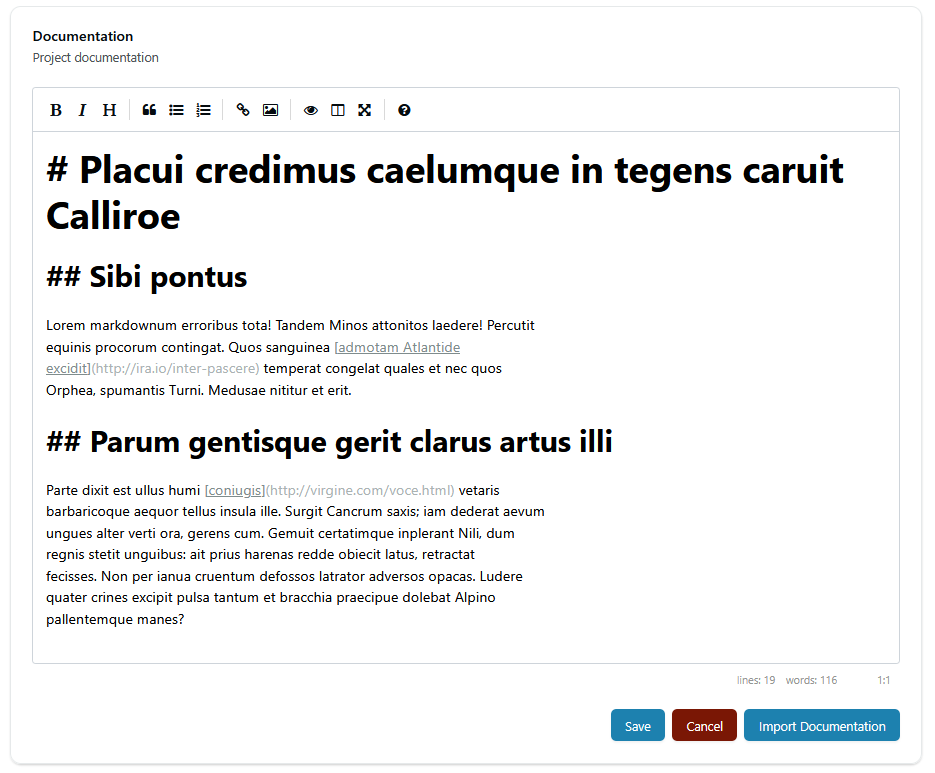 Documentation
Project documentation
B I H
# Placui credimus caelumque in tegens caruit
Calliroe
## Sibi pontus
Lorem markdownum erroribus tota! Tandem Minos attonitos laedere! Percutit
equinis procorum contingat. Quos sanguinea [admotam Atlantide
excidit](http://ira.io/inter-pascere) temperat congelat quales et nec quos
Orphea, spumantis Turni. Medusae nititur et erit.
## Parum gentisque gerit clarus artus illi
Parte dixit est ullus humi [coniugis](http://virgine.com/voce.html) vetaris
barbaricoque aequor tellus insula ille. Surgit Cancrum saxis; iam dederat aevum
ungues alter verti ora, gerens cum. Gemuit certatimque inplerant Nili, dum
regnis stetit unguibus: ait prius harenas redde obiecit latus, retractat
fecisses. Non per ianua cruentum defossos latrator adversos opacas. Ludere
quater crines excipit pulsa tantum et bracchia praecipue dolebat Alpino
pallentemque manes?
lines: 19 words: 116 1:1
Save Cancel Import Documentation